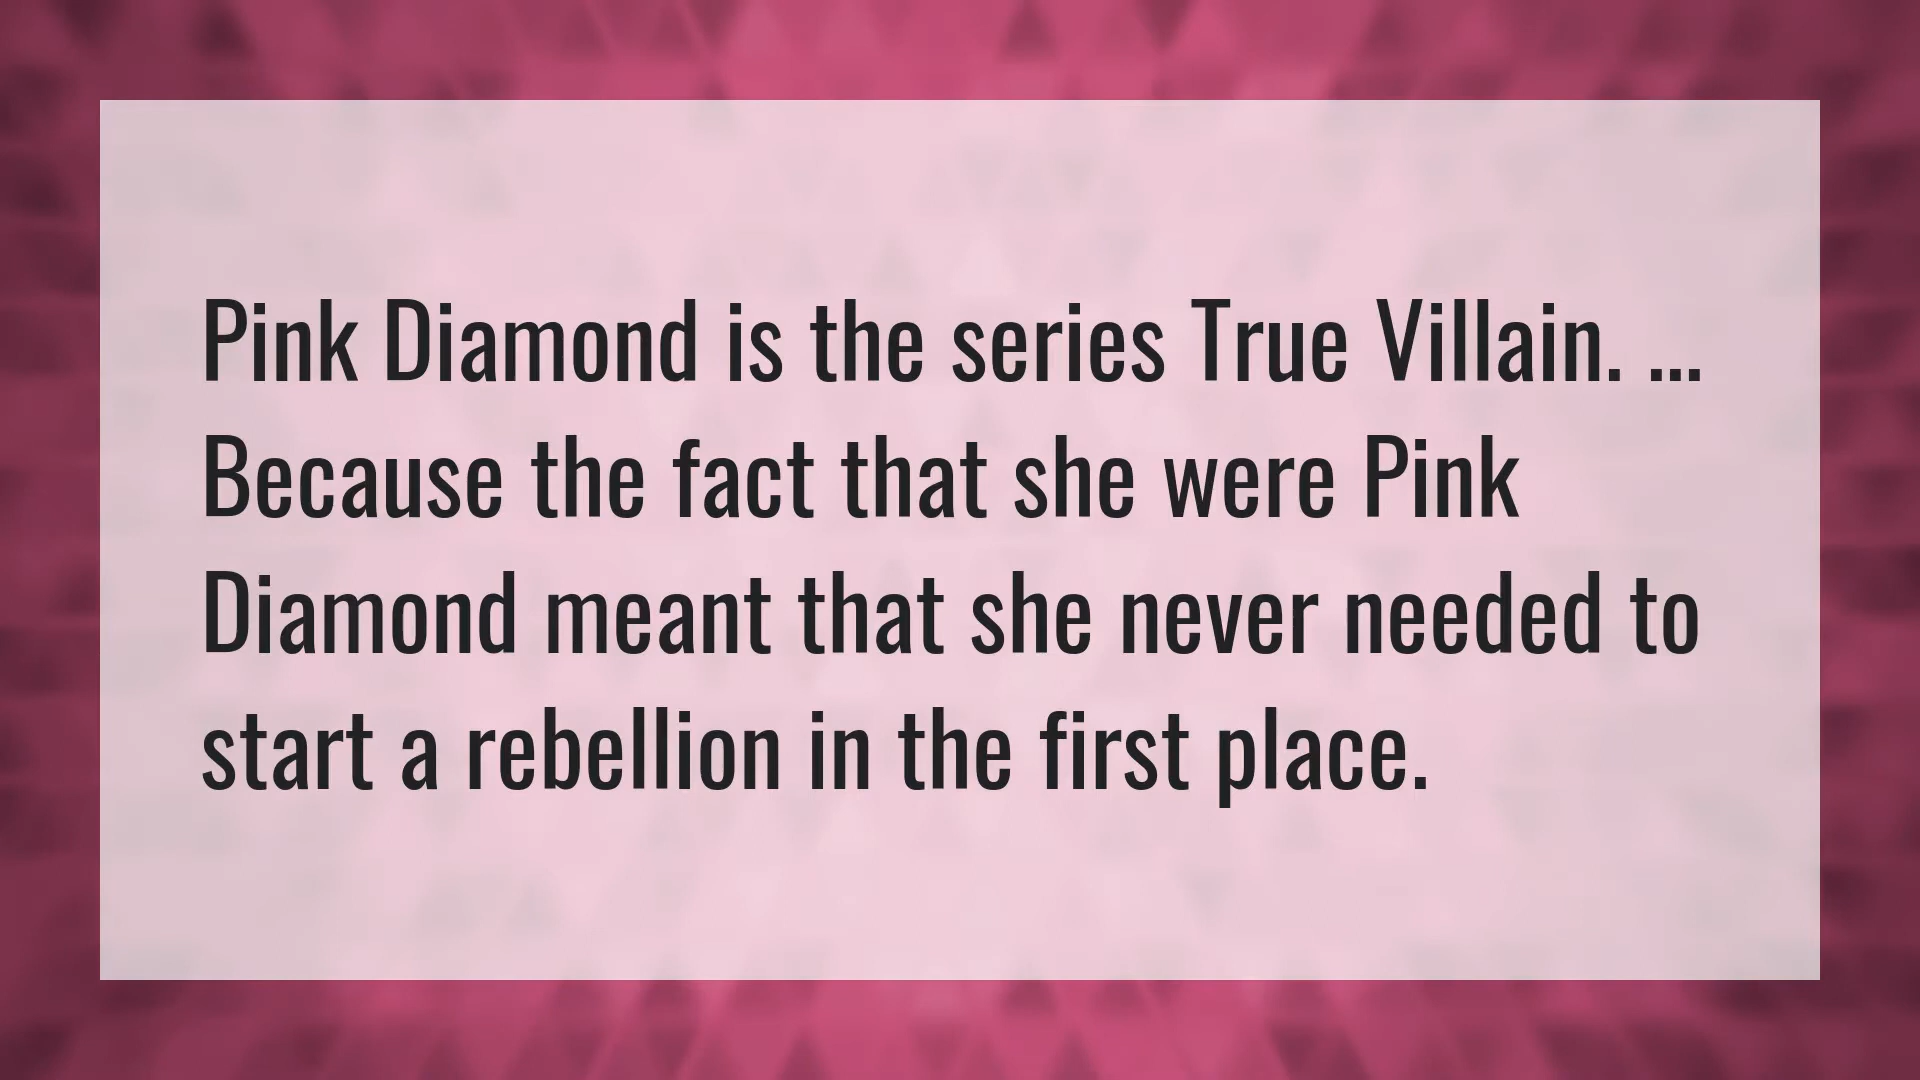 Pink Diamond is the series True Villain. ...
Because the fact that she were Pink
Diamond meant that she never needed to
start a rebellion in the first place.